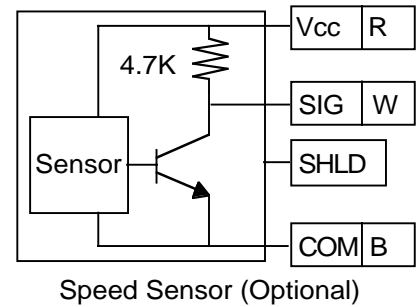 Vcc R
4.7K
SIG W
Sensor
SHLD
COM B
Speed Sensor (Optional)